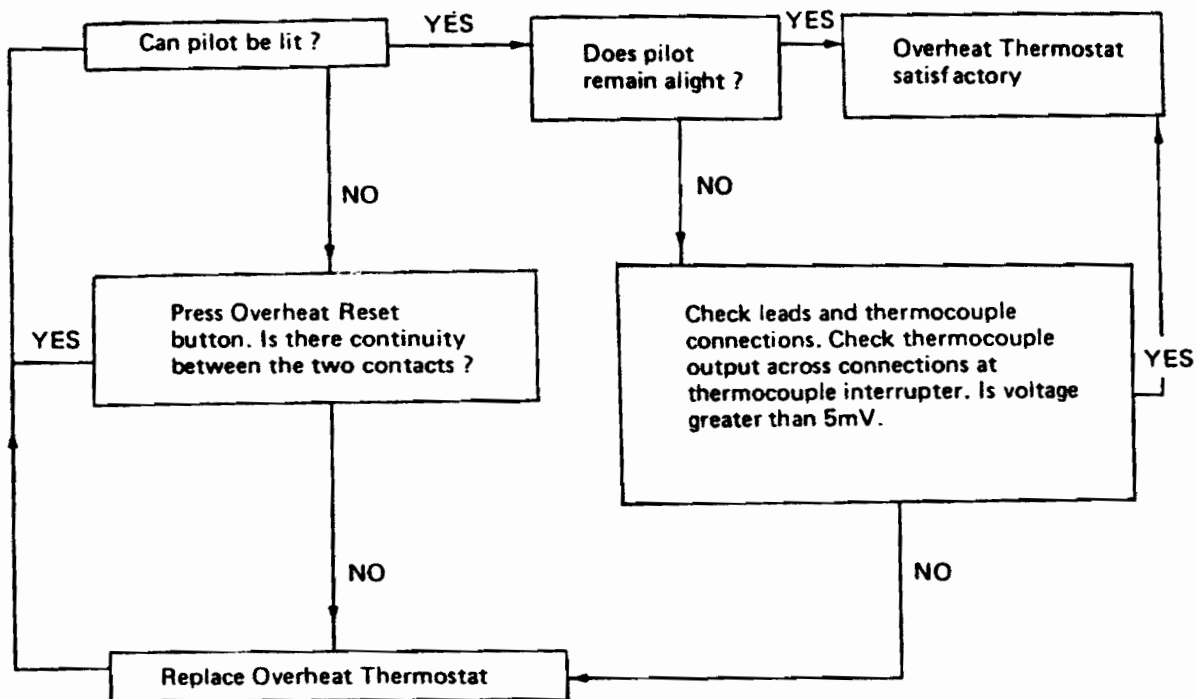 Can pilot be lit ?
YES
Does pilot
remain alight ?
YES
Overheat Thermostat
satisfactory
NO
NO
Press Overheat Reset
button. Is there continuity
between the two contacts ?
YES
Check leads and thermocouple
connections. Check thermocouple
output across connections at
thermocouple interrupter. Is voltage
greater than 5mV.
YES
NO
NO
Replace Overheat Thermostat